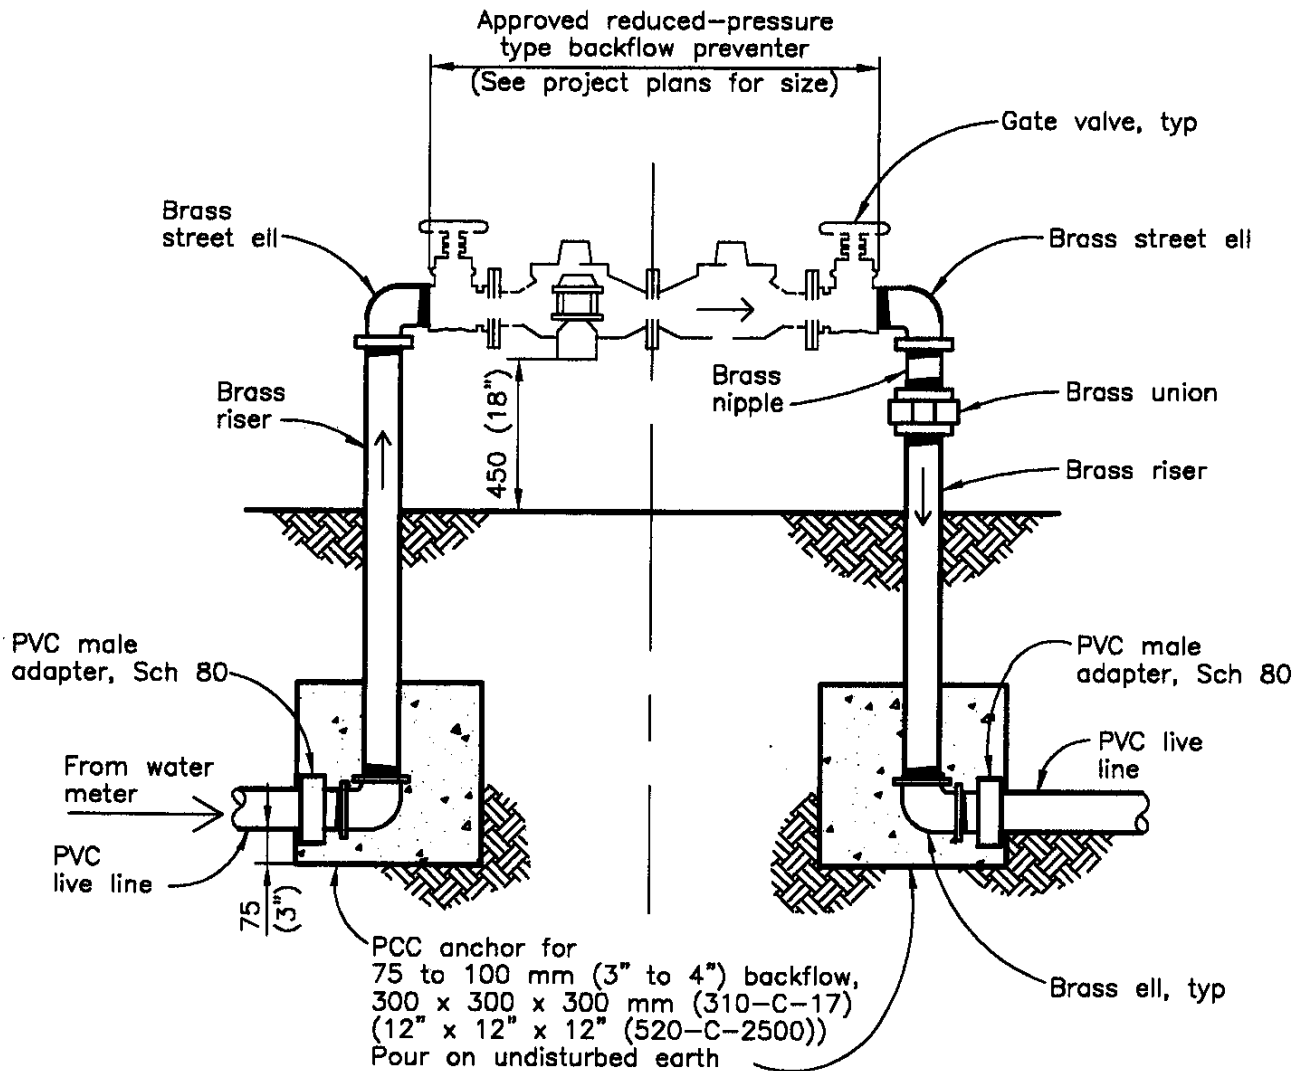 Approved reduced-pressure
type backflow preventer
(See project plans for size)
Gate valve, typ
Brass
street ell
Brass street ell
Brass
riser
450 (18")
Brass
nipple
Brass union
Brass riser
PVC male
adapter, Sch 80
PVC male
adapter, Sch 80
From water
meter
PVC live
line
PVC
live line
75
(3")
PCC anchor for
75 to 100 mm (3" to 4") backflow,
300 x 300 x 300 mm (310-C-17)
(12" x 12" x 12" (520-C-2500))
Pour on undisturbed earth
Brass ell, typ